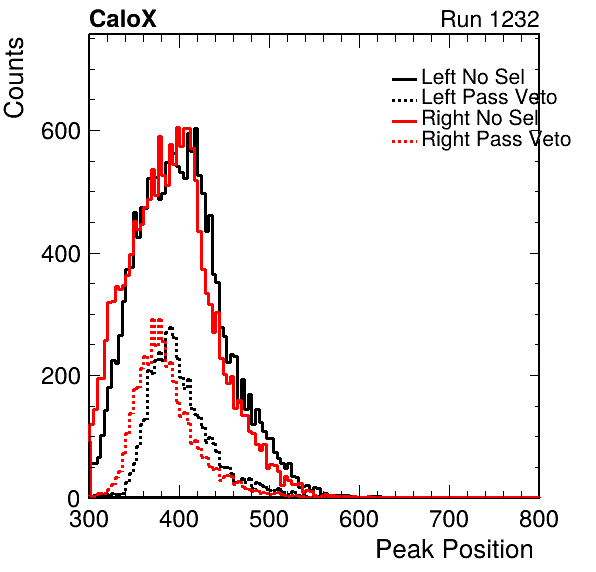 CaloX Run 1232
Counts
Left No Sel
Left Pass Veto
Right No Sel
Right Pass Veto
600
400
200
0
300 400 500 600 700 800
Peak Position